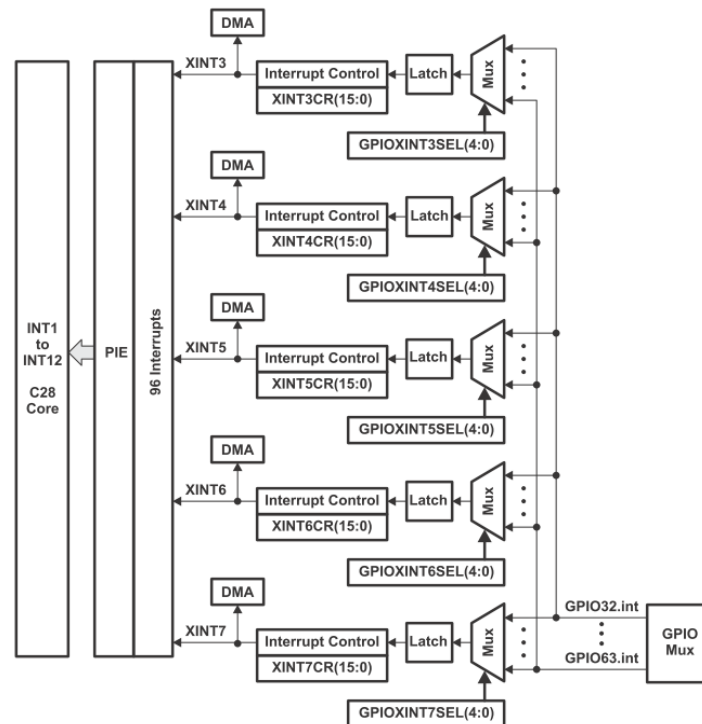 DMA
XINT3
Interrupt Control
XINT3CR(15:0)
Latch
Mux
GPIOXINT3SEL(4:0)
DMA
XINT4
Interrupt Control
XINT4CR(15:0)
Latch
Mux
GPIOXINT4SEL(4:0)
INT1
to
INT12
C28
Core
PIE
96 Interrupts
DMA
XINT5
Interrupt Control
XINT5CR(15:0)
Latch
Mux
GPIOXINT5SEL(4:0)
DMA
XINT6
Interrupt Control
XINT6CR(15:0)
Latch
Mux
GPIOXINT6SEL(4:0)
DMA
XINT7
Interrupt Control
XINT7CR(15:0)
Latch
Mux
GPIOXINT7SEL(4:0)
GPIO32.int
GPIO63.int
GPIO
Mux